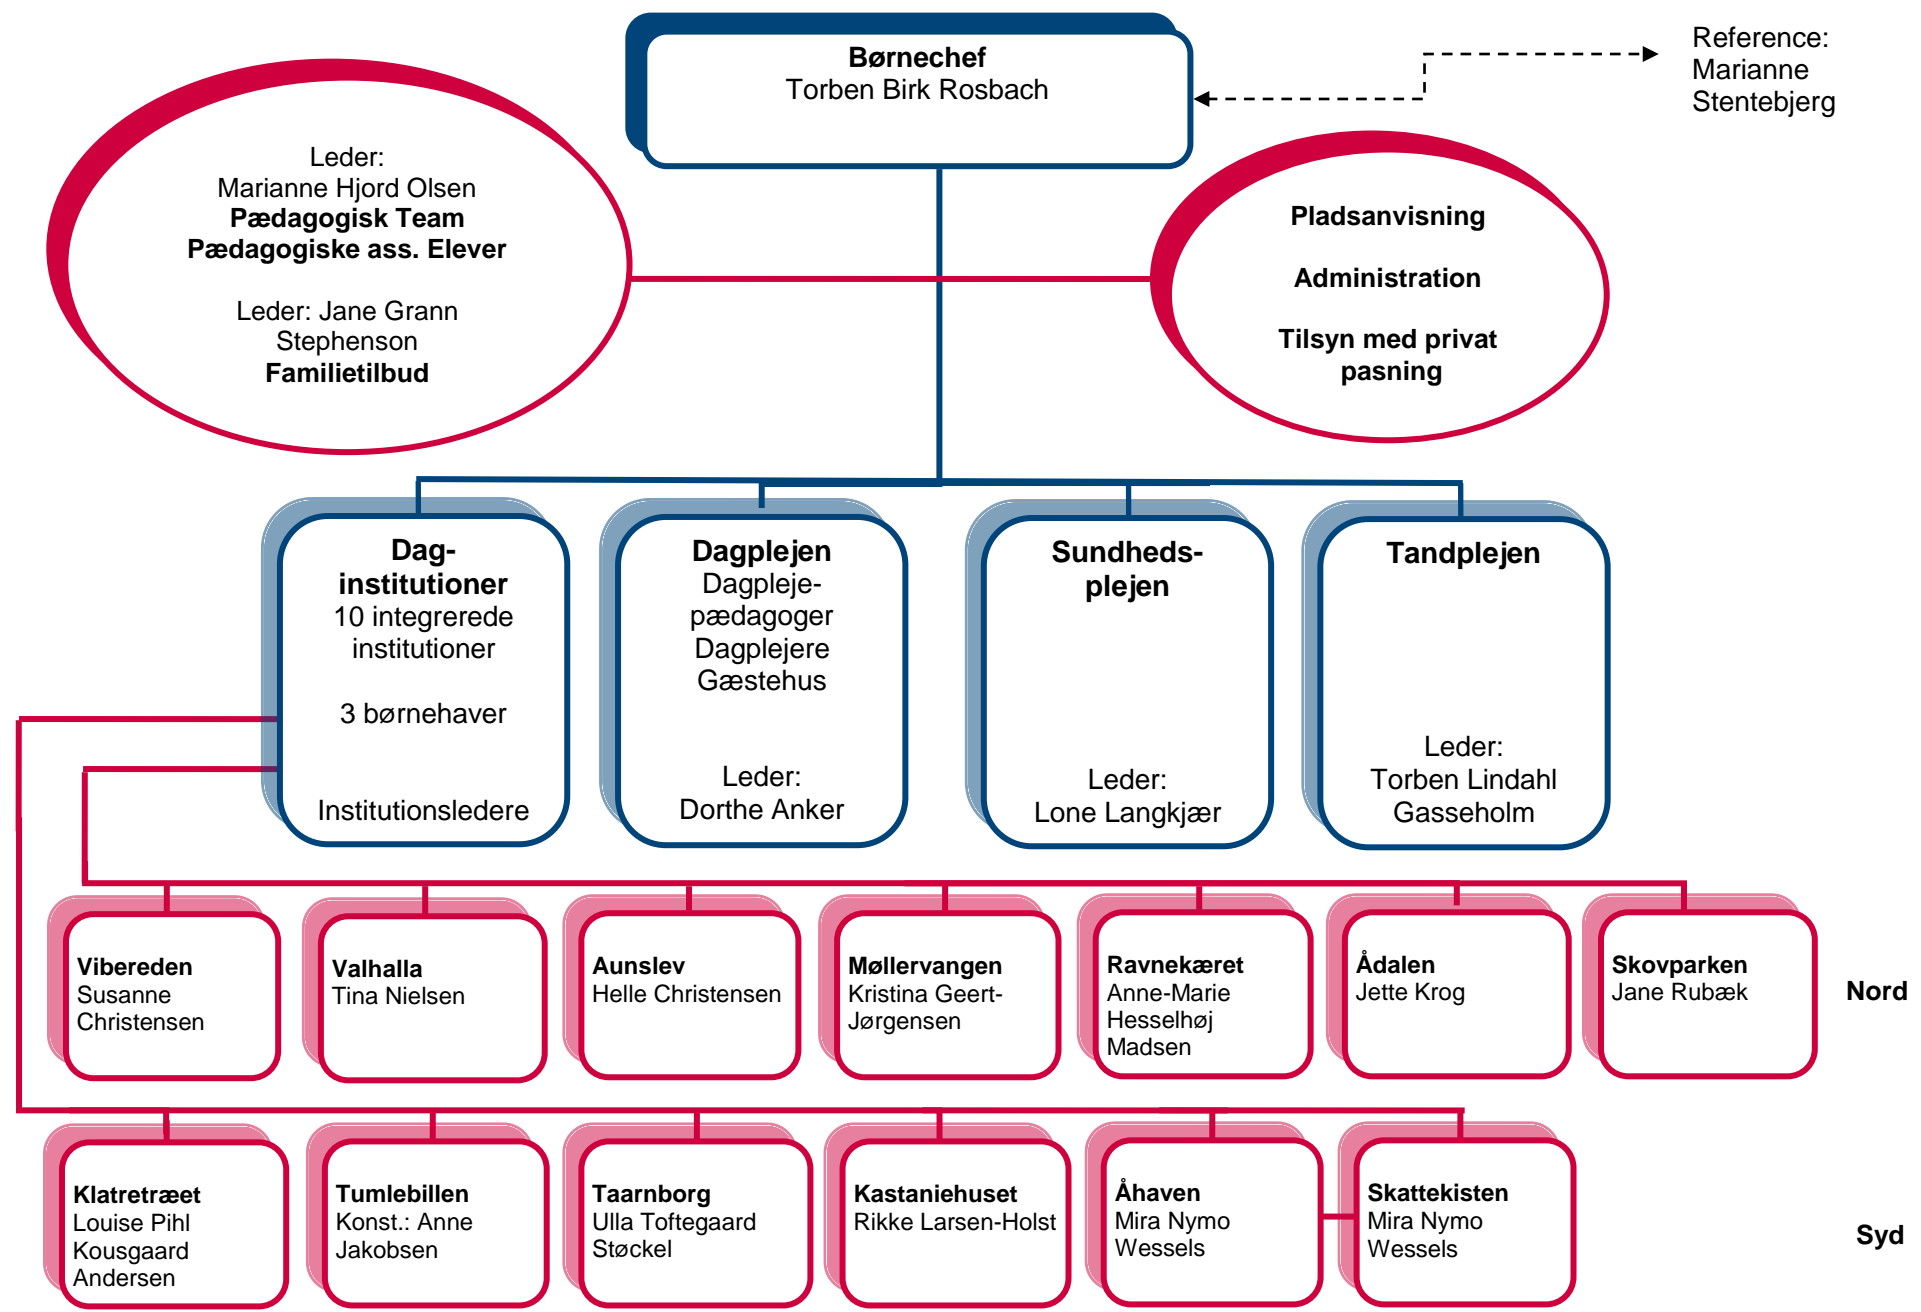 Børnechef
Torben Birk Rosbach
Reference:
Marianne
Stentebjerg
Leder:
Marianne Hjord Olsen
Pædagogisk Team
Pædagogiske ass. Elever
Leder: Jane Grann
Stephenson
Familietilbud
Pladsanvisning
Administration
Tilsyn med privat
pasning
Dag-
institutioner
10 integrerede
institutioner
3 børnehaver
Institutionsledere
Dagplejen
Dagpleje-
pædagoger
Dagplejere
Gæstehus
Leder:
Dorthe Anker
Sundheds-
plejen
Leder:
Lone Langkjær
Tandplejen
Leder:
Torben Lindahl
Gasseholm
Vibereden
Susanne
Christensen
Valhalla
Tina Nielsen
Aunslev
Helle Christensen
Møllervangen
Kristina Geert-
Jørgensen
Ravnekæret
Anne-Marie
Hesselhøj
Madsen
Ådalen
Jette Krog
Skovparken
Jane Rubæk
Nord
Klatretræet
Louise Pihl
Kousgaard
Andersen
Tumlebillen
Konst.: Anne
Jakobsen
Taarnborg
Ulla Toftegaard
Støckel
Kastaniehuset
Rikke Larsen-Holst
Åhaven
Mira Nymo
Wessels
Skattekisten
Mira Nymo
Wessels
Syd